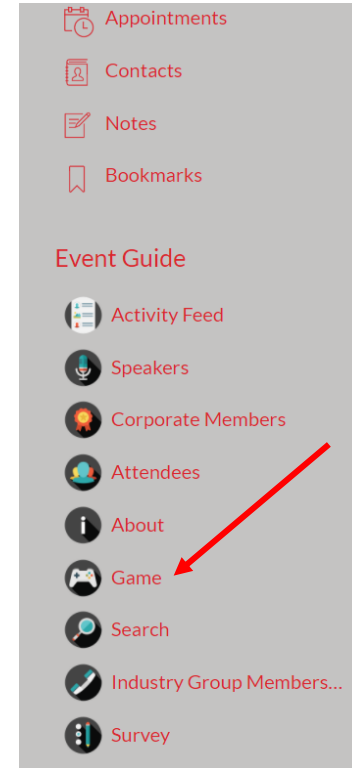 Appointments
Contacts
Notes
Bookmarks
Event Guide
Activity Feed
Speakers
Corporate Members
Attendees
About
Game
Search
Industry Group Members...
Survey